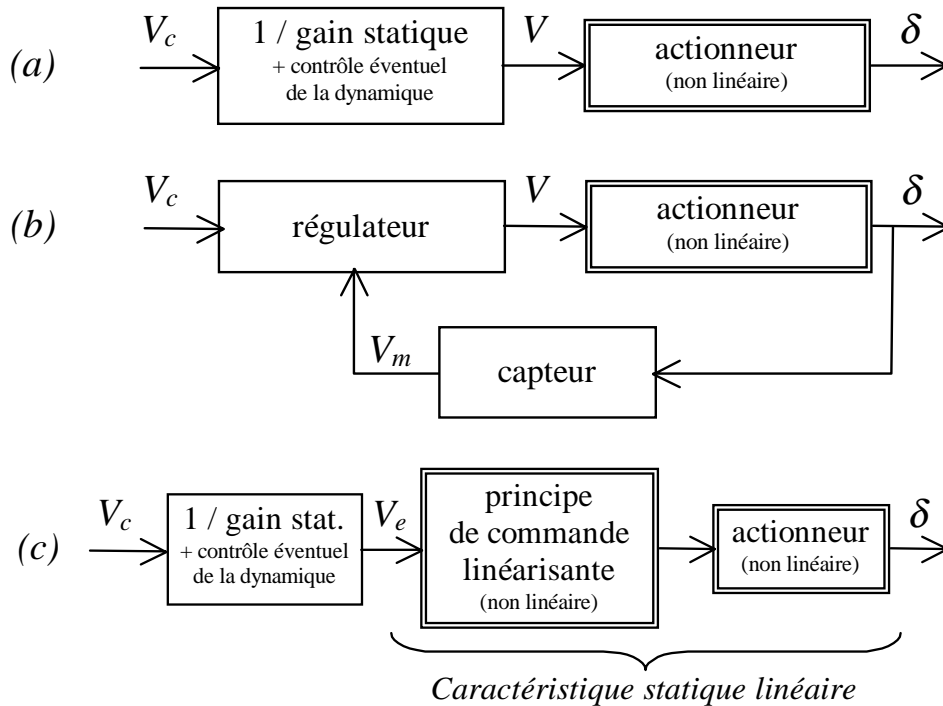 (a)
V_c
1 / gain statique
+ contrôle éventuel
de la dynamique
V
actionneur
(non linéaire)
δ
(b)
V_c
régulateur
V
actionneur
(non linéaire)
δ
V_m
capteur
(c)
V_c
1 / gain stat.
+ contrôle éventuel
de la dynamique
V_e
principe
de commande
linéarisante
(non linéaire)
actionneur
(non linéaire)
δ
Caractéristique statique linéaire